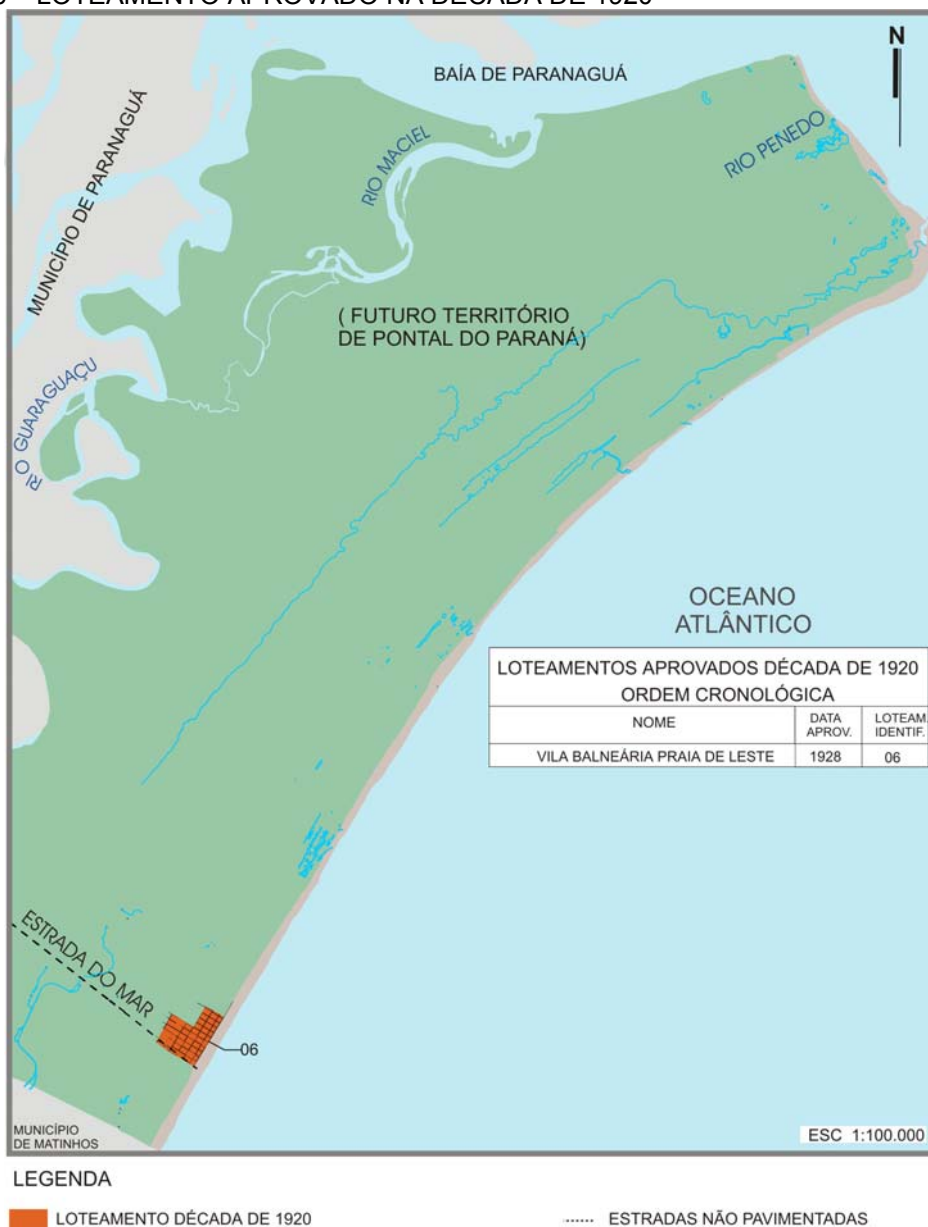 LOTEAMENTO APROVADO NA DÉCADA DE 1920
BAÍA DE PARANAGUÁ
N
MUNICÍPIO DE PARANAGUÁ
RIO MACIEL
RIO PENEDO
( FUTURO TERRITÓRIO
DE PONTAL DO PARANÁ)
RIO GUARAGUAÇU
OCEANO
ATLÂNTICO
LOTEAMENTOS APROVADOS DÉCADA DE 1920
ORDEM CRONOLÓGICA
NOME DATA APROV. LOTEAM. IDENTIF.
VILA BALNEÁRIA PRAIA DE LESTE 1928 06
ESTRADA DO MAR
06
MUNICÍPIO
DE MATINHOS
ESC 1:100.000
LEGENDA
LOTEAMENTO DÉCADA DE 1920
ESTRADAS NÃO PAVIMENTADAS